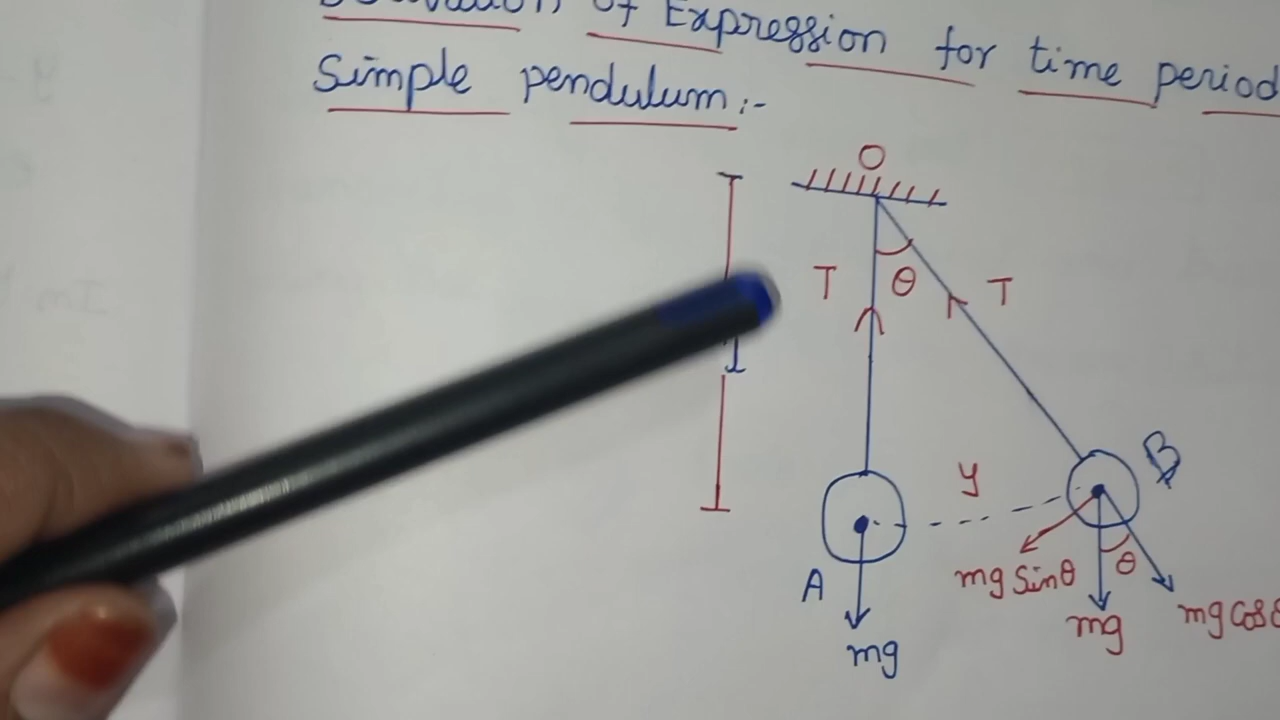 of Expression for time period
Simple pendulum:-
O
T
θ
T
l
y
B
A
mg sinθ
θ
mg
mg